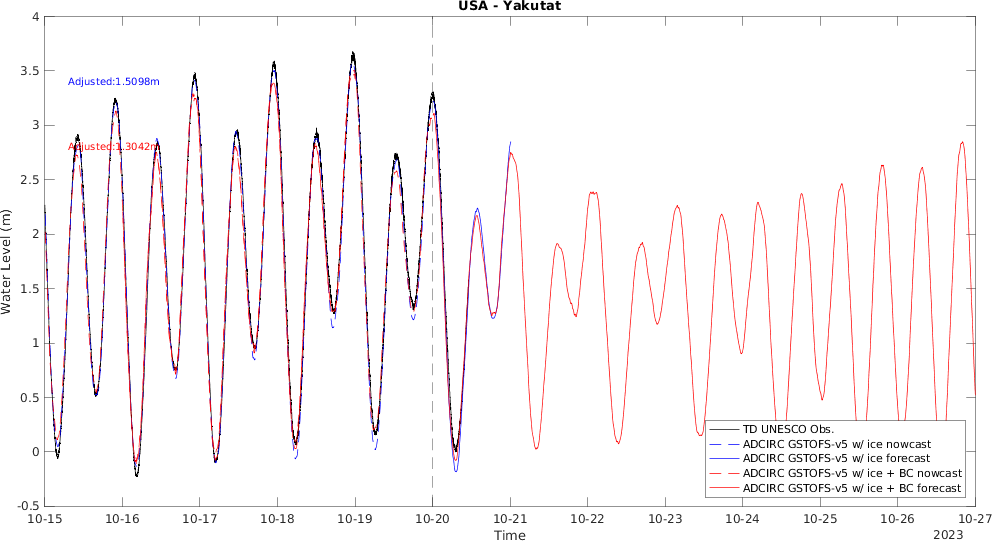 USA - Yakutat
4
3.5
3
2.5
2
1.5
1
0.5
0
-0.5
Water Level (m)
Adjusted:1.5098m
Adjusted:1.3042m
TD UNESCO Obs.
ADCIRC GSTOFS-v5 w/ ice nowcast
ADCIRC GSTOFS-v5 w/ ice forecast
ADCIRC GSTOFS-v5 w/ ice + BC nowcast
ADCIRC GSTOFS-v5 w/ ice + BC forecast
10-15 10-16 10-17 10-18 10-19 10-20 10-21 10-22 10-23 10-24 10-25 10-26 10-27
Time
2023